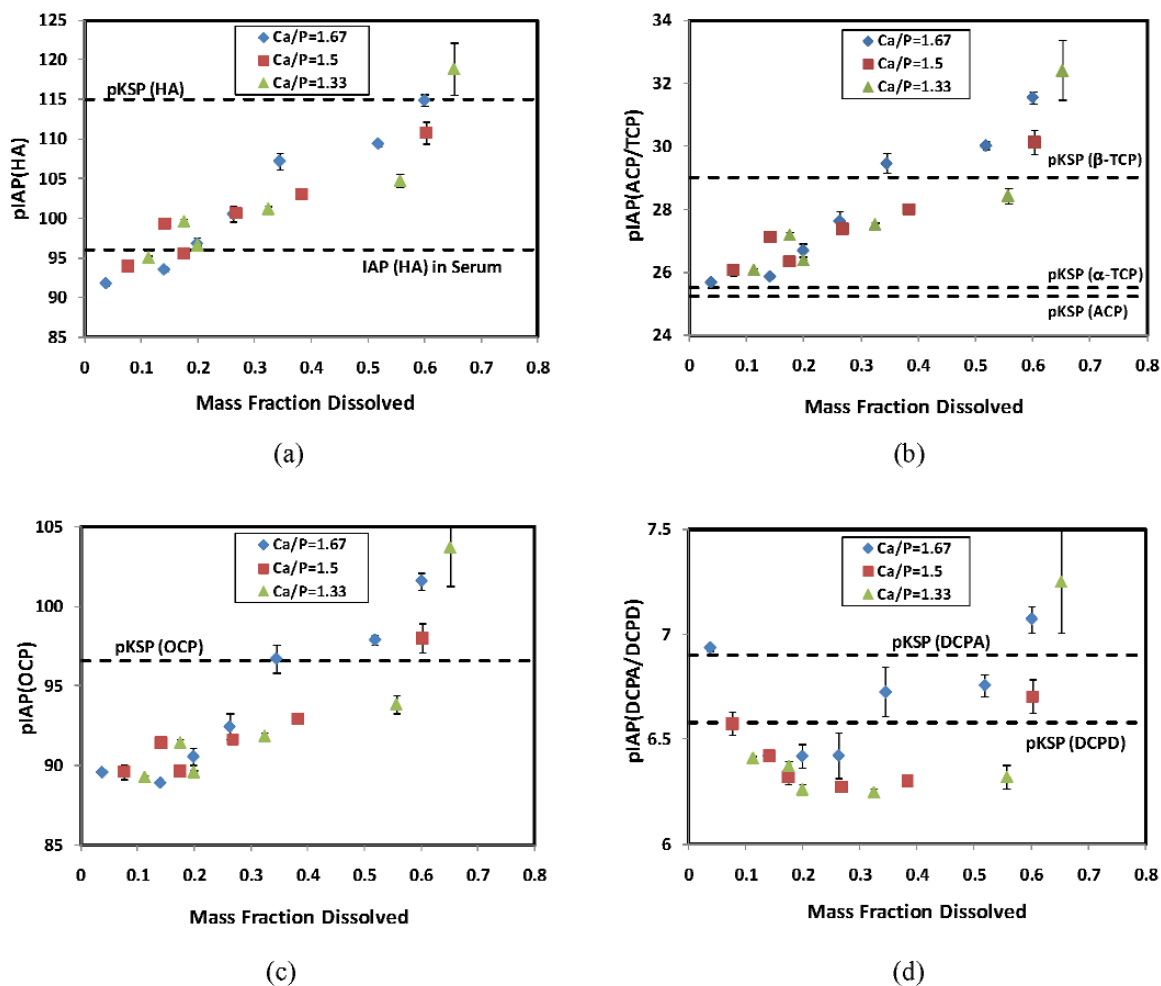 125
120
115
110
105
100
95
90
85
pIAP(HA)
Ca/P=1.67
Ca/P=1.5
Ca/P=1.33
pKSP (HA)
IAP (HA) in Serum
0 0.1 0.2 0.3 0.4 0.5 0.6 0.7 0.8
Mass Fraction Dissolved
(a)
34
32
30
28
26
24
pIAP(ACP/TCP)
Ca/P=1.67
Ca/P=1.5
Ca/P=1.33
pKSP (β-TCP)
pKSP (α-TCP)
pKSP (ACP)
0 0.1 0.2 0.3 0.4 0.5 0.6 0.7 0.8
Mass Fraction Dissolved
(b)
105
100
95
90
85
pIAP(OCP)
Ca/P=1.67
Ca/P=1.5
Ca/P=1.33
pKSP (OCP)
0 0.1 0.2 0.3 0.4 0.5 0.6 0.7 0.8
Mass Fraction Dissolved
(c)
7.5
7
6.5
6
pIAP(DCPA/DCPD)
Ca/P=1.67
Ca/P=1.5
Ca/P=1.33
pKSP (DCPA)
pKSP (DCPD)
0 0.1 0.2 0.3 0.4 0.5 0.6 0.7 0.8
Mass Fraction Dissolved
(d)